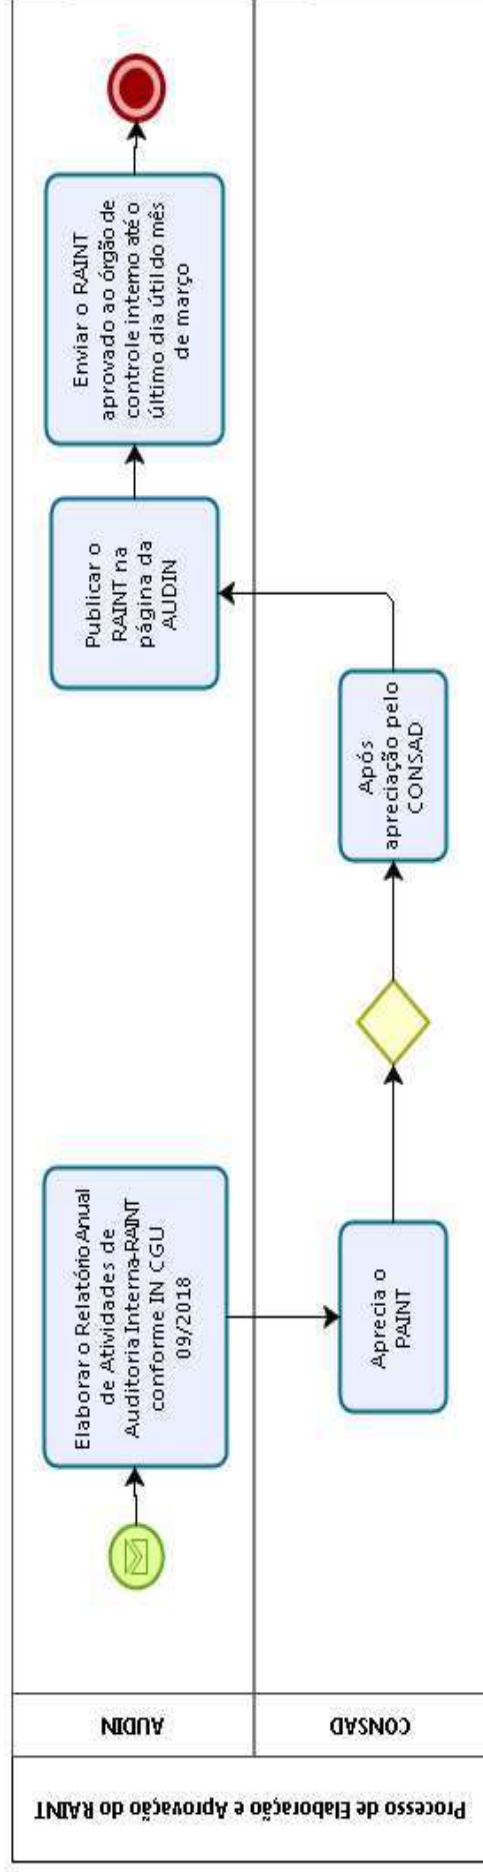 Processo de Elaboração e Aprovação do RAINT
AUDIN
Elaborar o Relatório Anual
de Atividades de
Auditoria Interna-RAINT
conforme IN CGU
09/2018
Publicar o
RAINT na
página da
AUDIN
Enviar o RAINT
aprovado ao órgão de
controle interno até o
último dia útil do mês
de março
CONSAD
Aprecia o
PAINT
Após
apreciação pelo
CONSAD